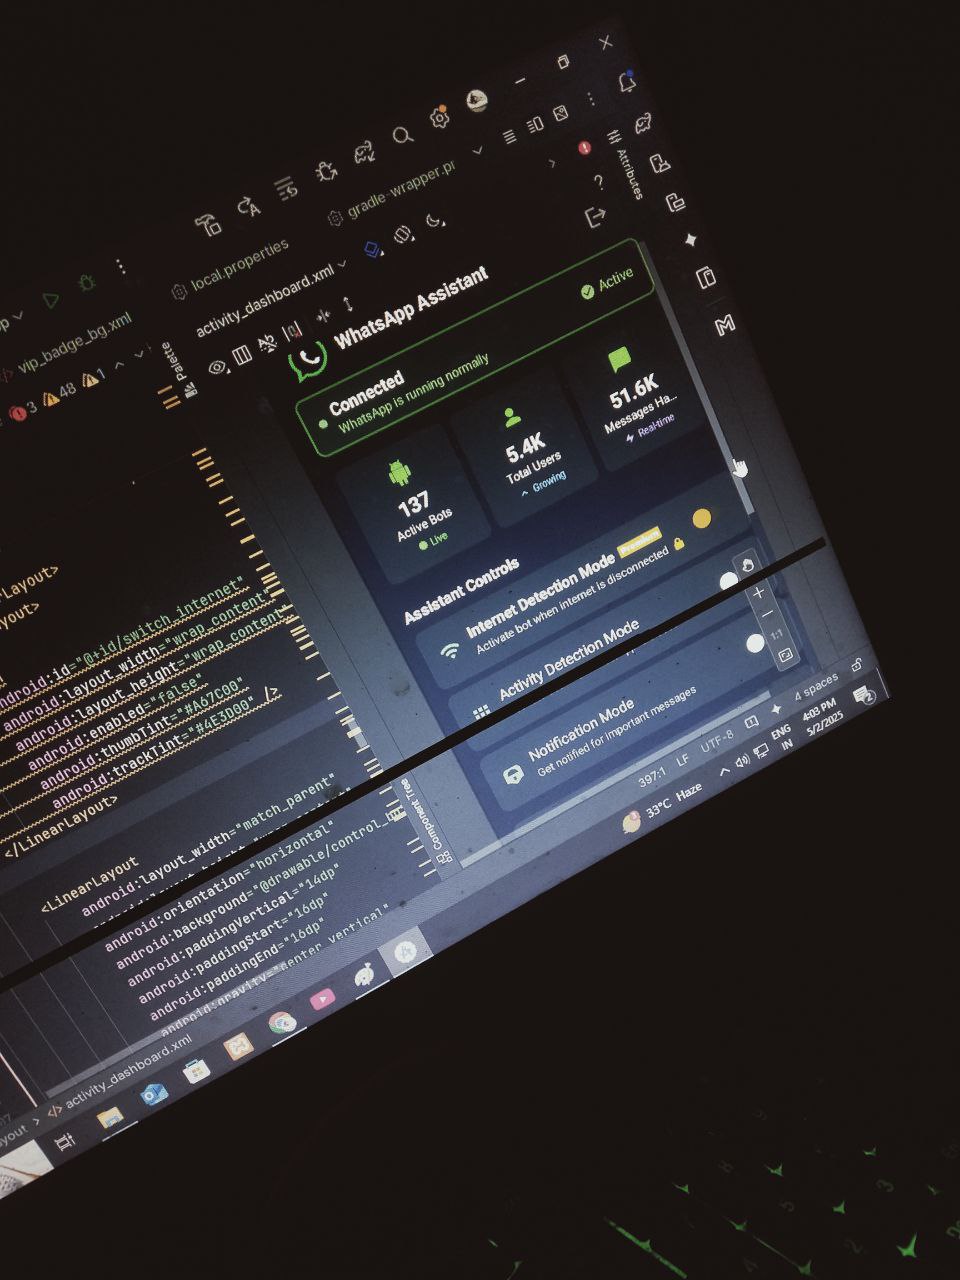 local.properties
gradle-wrapper.pr
vip_badge_bg.xml
activity_dashboard.xml
3
48
1
Palette
Attributes
WhatsApp Assistant
Connected
WhatsApp is running normally
Active
137
Active Bots
Live
5.4K
Total Users
Growing
51.6K
Messages Ha...
Real-time
Assistant Controls
Internet Detection Mode Premium
Activate bot when internet is disconnected
Activity Detection Mode
Notification Mode
Get notified for important messages
1:1
android:id="@+id/switch_internet"
android:layout_width="wrap_content"
android:layout_height="wrap_content"
android:enabled="false"
android:thumbTint="#A67C00"
android:trackTint="#4E3D00" />
</LinearLayout>
<LinearLayout
android:layout_width="match_parent"
android:orientation="horizontal"
android:background="@drawable/control_
android:paddingVertical="14dp"
android:paddingStart="16dp"
android:paddingEnd="16dp"
android:gravity="center_vertical"
Component Tree
activity_dashboard.xml
397:1 LF UTF-8 4 spaces
33°C Haze
ENG
IN
4:03 PM
5/2/2025
2